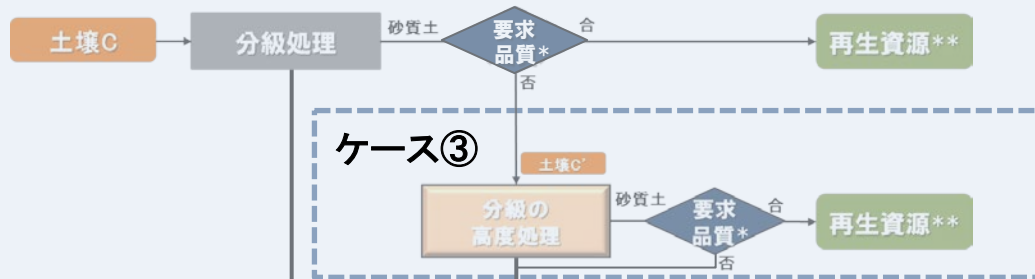 土壌C
分級処理
砂質土
要求
品質*
合
再生資源**
否
ケース③
土壌C'
分級の
高度処理
砂質土
要求
品質*
合
再生資源**
否